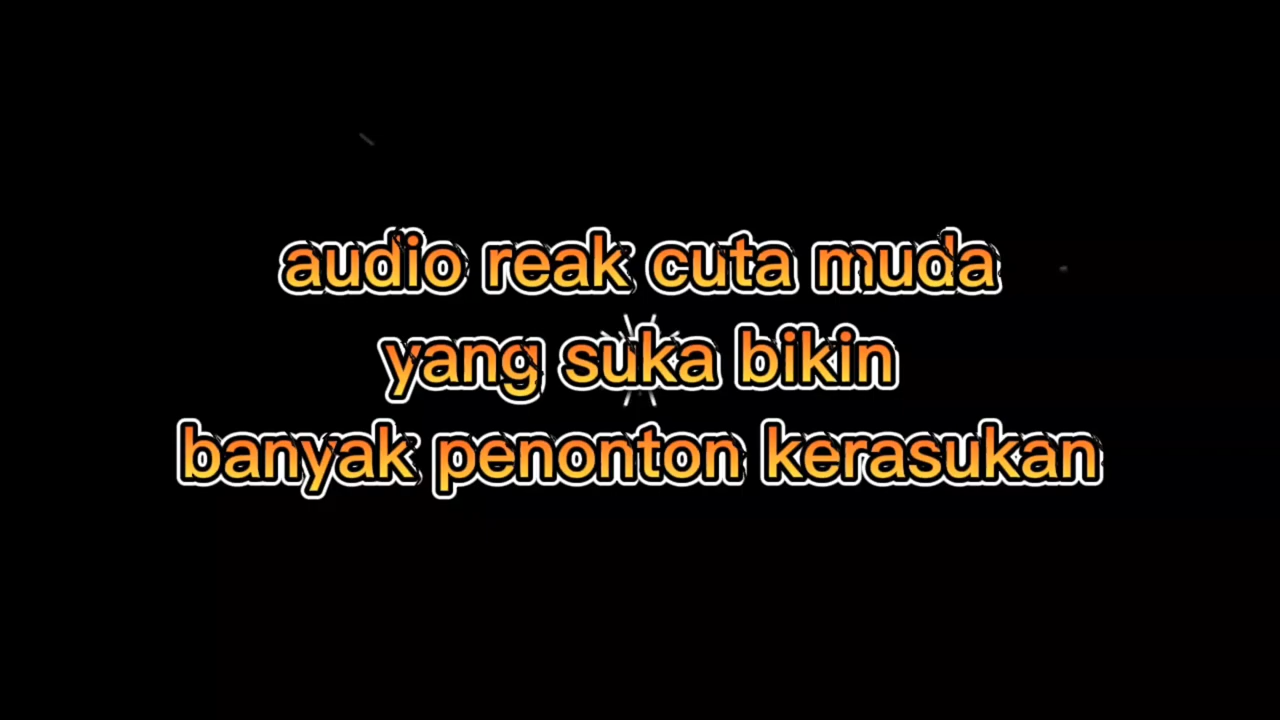 audio reak cuta muda
yang suka bikin
banyak penonton kerasukan